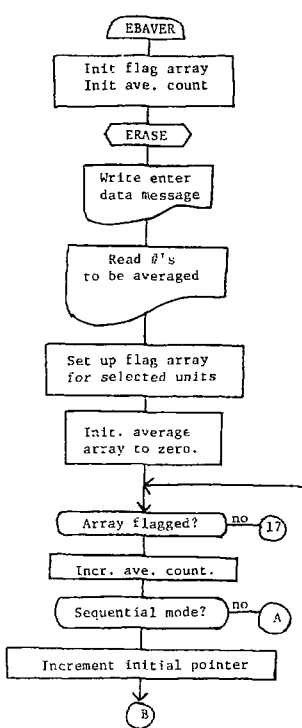 EBAVER
Init flag array
Init ave. count
ERASE
Write enter
data message
Read #'s
to be averaged
Set up flag array
for selected units
Init. average
array to zero.
Array flagged?
no
17
Incr. ave. count.
Sequential mode?
no
A
Increment initial pointer
B